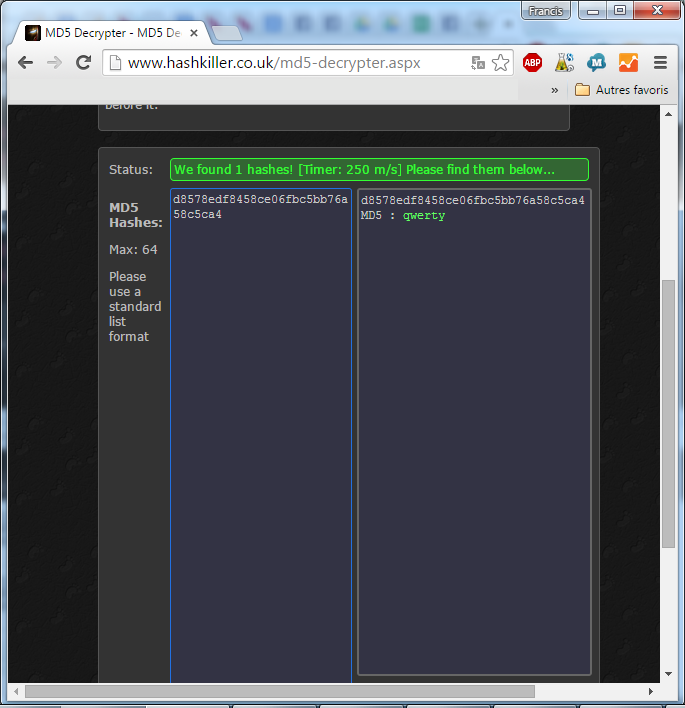 Francis
MD5 Decrypter - MD5 De
www.hashkiller.co.uk/md5-decrypter.aspx
ABP
M
»
Autres favoris
before it.
Status:
We found 1 hashes! [Timer: 250 m/s] Please find them below...
MD5
Hashes:
Max: 64
Please
use a
standard
list
format
d8578edf8458ce06fbc5bb76a
58c5ca4
d8578edf8458ce06fbc5bb76a58c5ca4
MD5 : qwerty